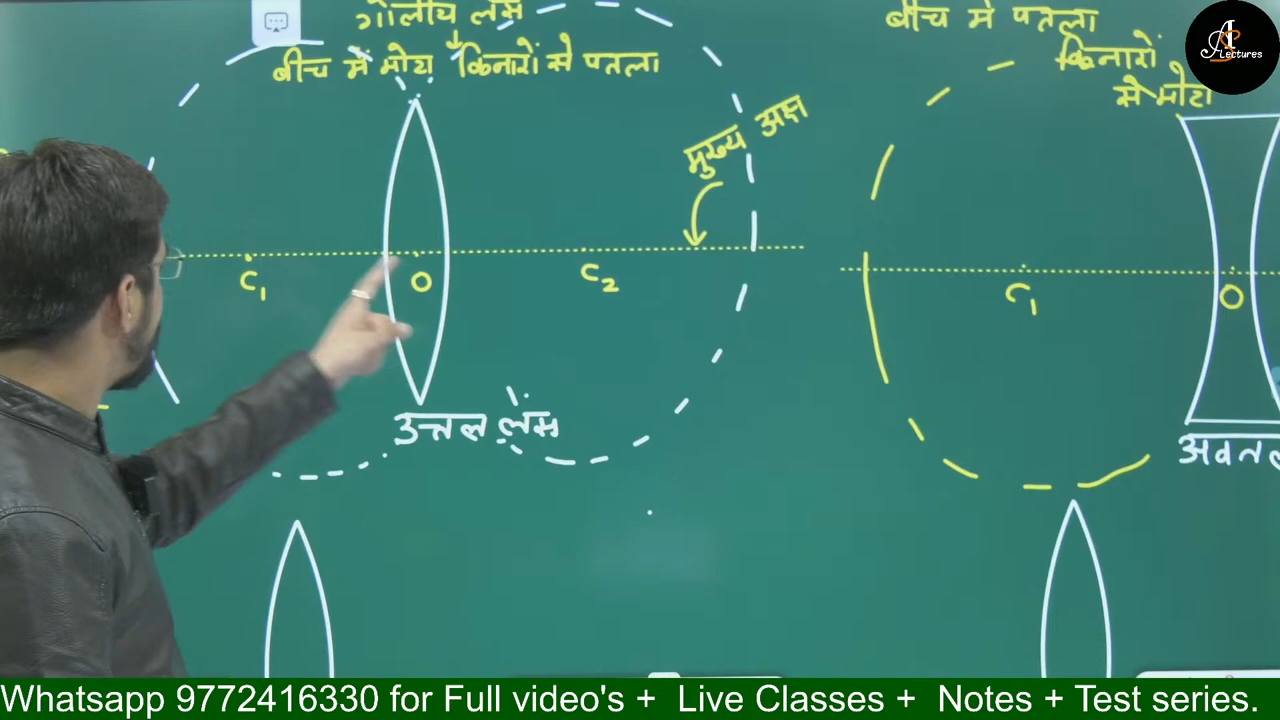 गोलीय लेंस
बीच में मोटा किनारों से पतला
मुख्य अक्ष
C1
O
C2
उत्तल लेंस
बीच में पतला
किनारों
से मोटा
C1
O
अवतल
A
S
Lectures
Whatsapp 9772416330 for Full video's + Live Classes + Notes + Test series.